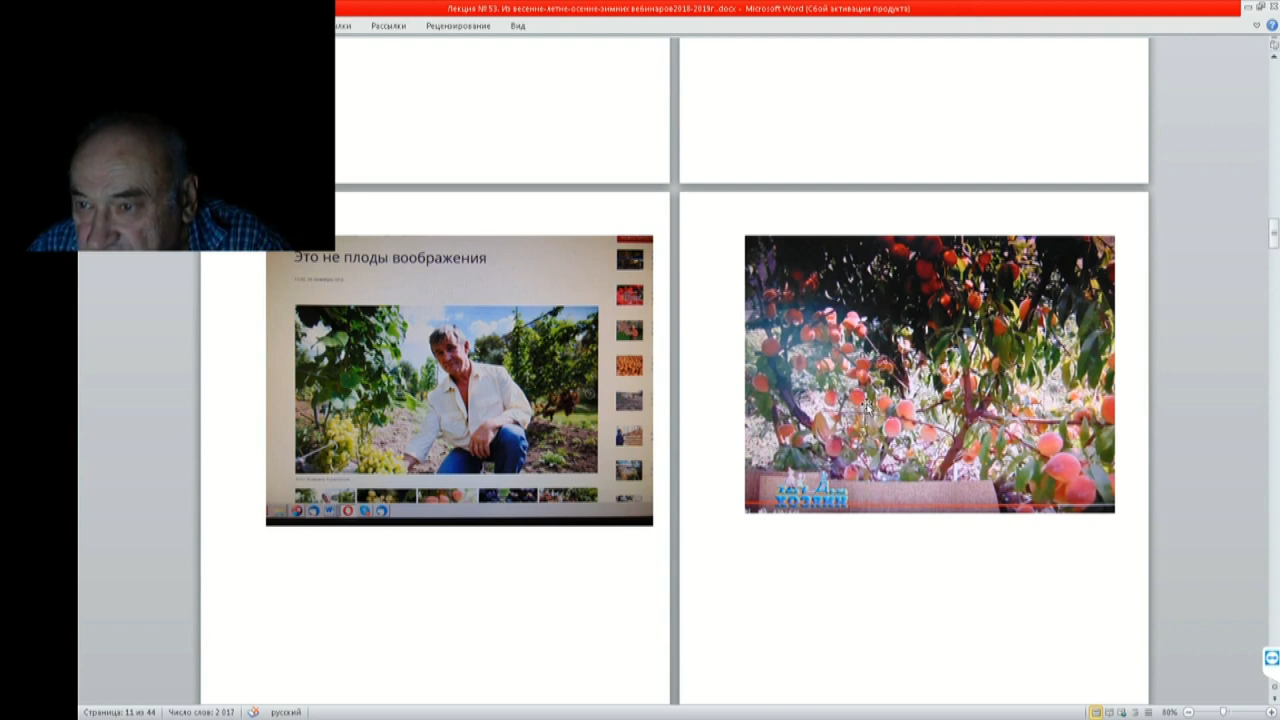 Лекция № 53. Из весенне-летне-осенне-зимних вебинаров2018-2019г..docx - Microsoft Word (Сбой активации продукта)
Рассылки
Рецензирование
Вид
Это не плоды воображения
ХОЗЯИН
Страница: 11 из 44
Число слов: 2 017
русский
80%